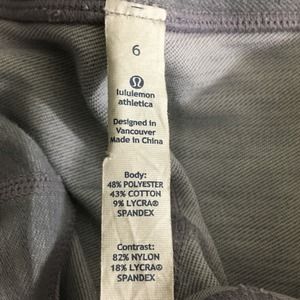 6
lululemon
athletica
Designed in
Vancouver
Made in China
Body:
48% POLYESTER
43% COTTON
9% LYCRA®
SPANDEX
Contrast:
82% NYLON
18% LYCRA®
SPANDEX